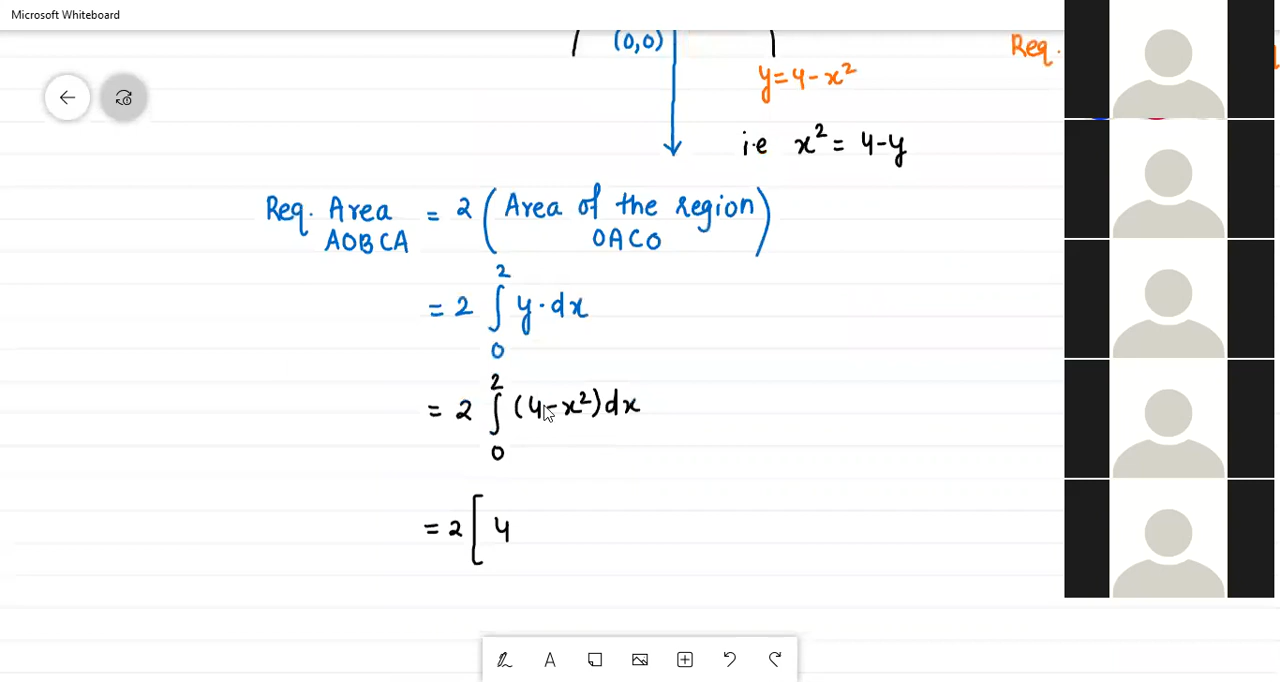 Microsoft Whiteboard
(0,0)
Req.
y=4-x²
i.e x² = 4-y
Req. Area = 2 ( Area of the region )
AOBCA OACO
= 2 ∫₀² y·dx
= 2 ∫₀² (4-x²)dx
= 2 [ 4